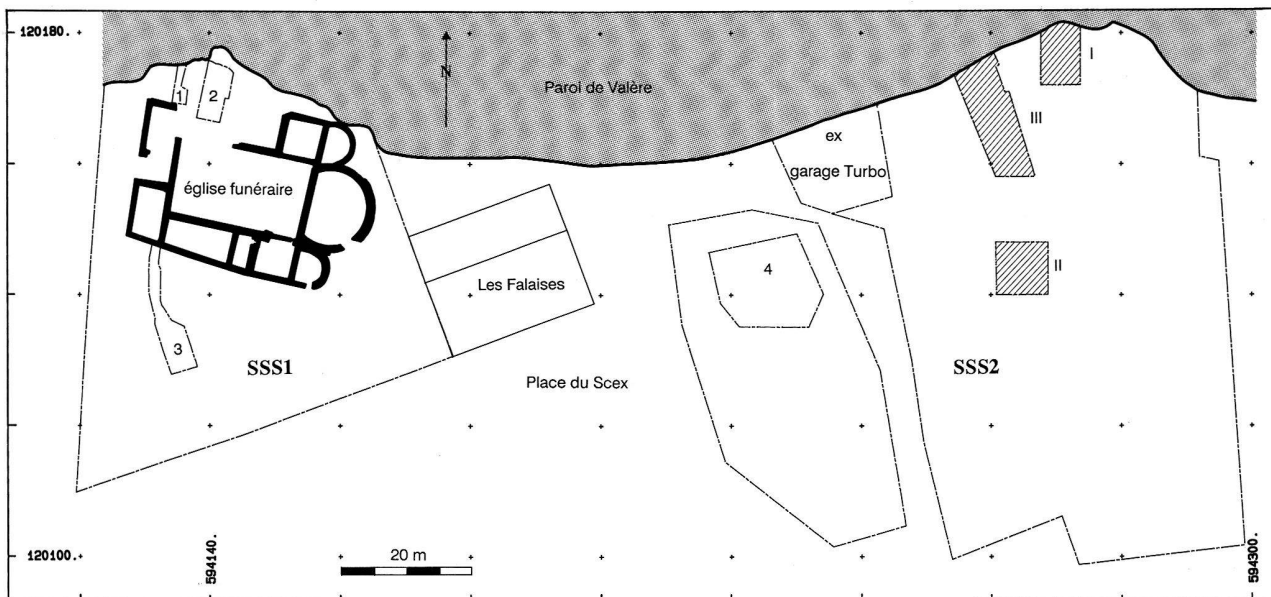 120180.
N
Paroi de Valère
I
1
2
III
ex
garage Turbo
église funéraire
II
4
Les Falaises
3
SSS1
SSS2
Place du Scex
20 m
120100.
594140.
594300.